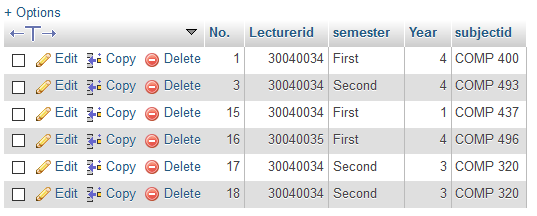 + Options
←T→ No. Lecturerid semester Year subjectid
Edit Copy Delete 1 30040034 First 4 COMP 400
Edit Copy Delete 3 30040034 Second 4 COMP 493
Edit Copy Delete 15 30040034 First 1 COMP 437
Edit Copy Delete 16 30040035 First 4 COMP 496
Edit Copy Delete 17 30040034 Second 3 COMP 320
Edit Copy Delete 18 30040034 Second 3 COMP 320